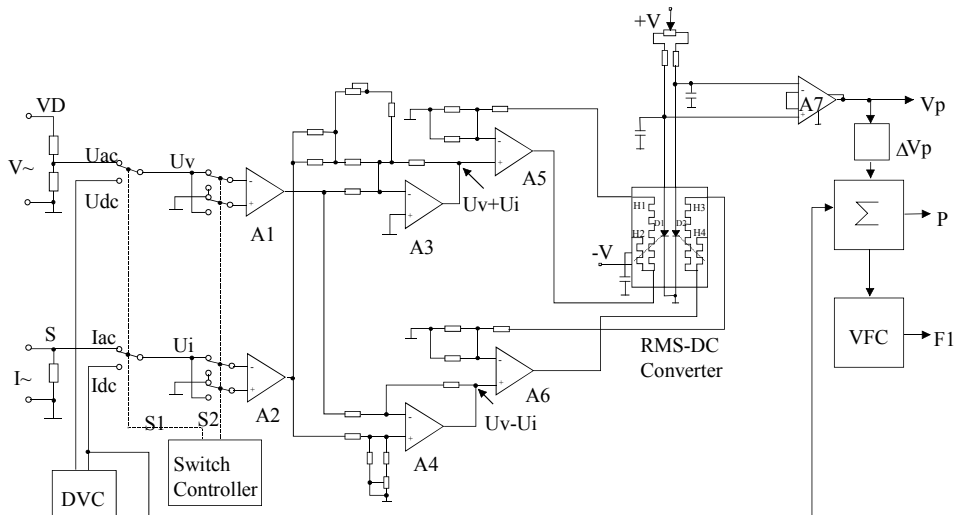 +V
VD
A7
Vp
V~
Uac
Uv
ΔVp
Udc
A5
A1
A3
Uv+Ui
H1
H3
D1
D2
H2
H4
Σ
P
-V
S
Iac
Ui
RMS-DC
Converter
VFC
F1
I~
Idc
A2
A6
Uv-Ui
S1
S2
A4
Switch
Controller
DVC